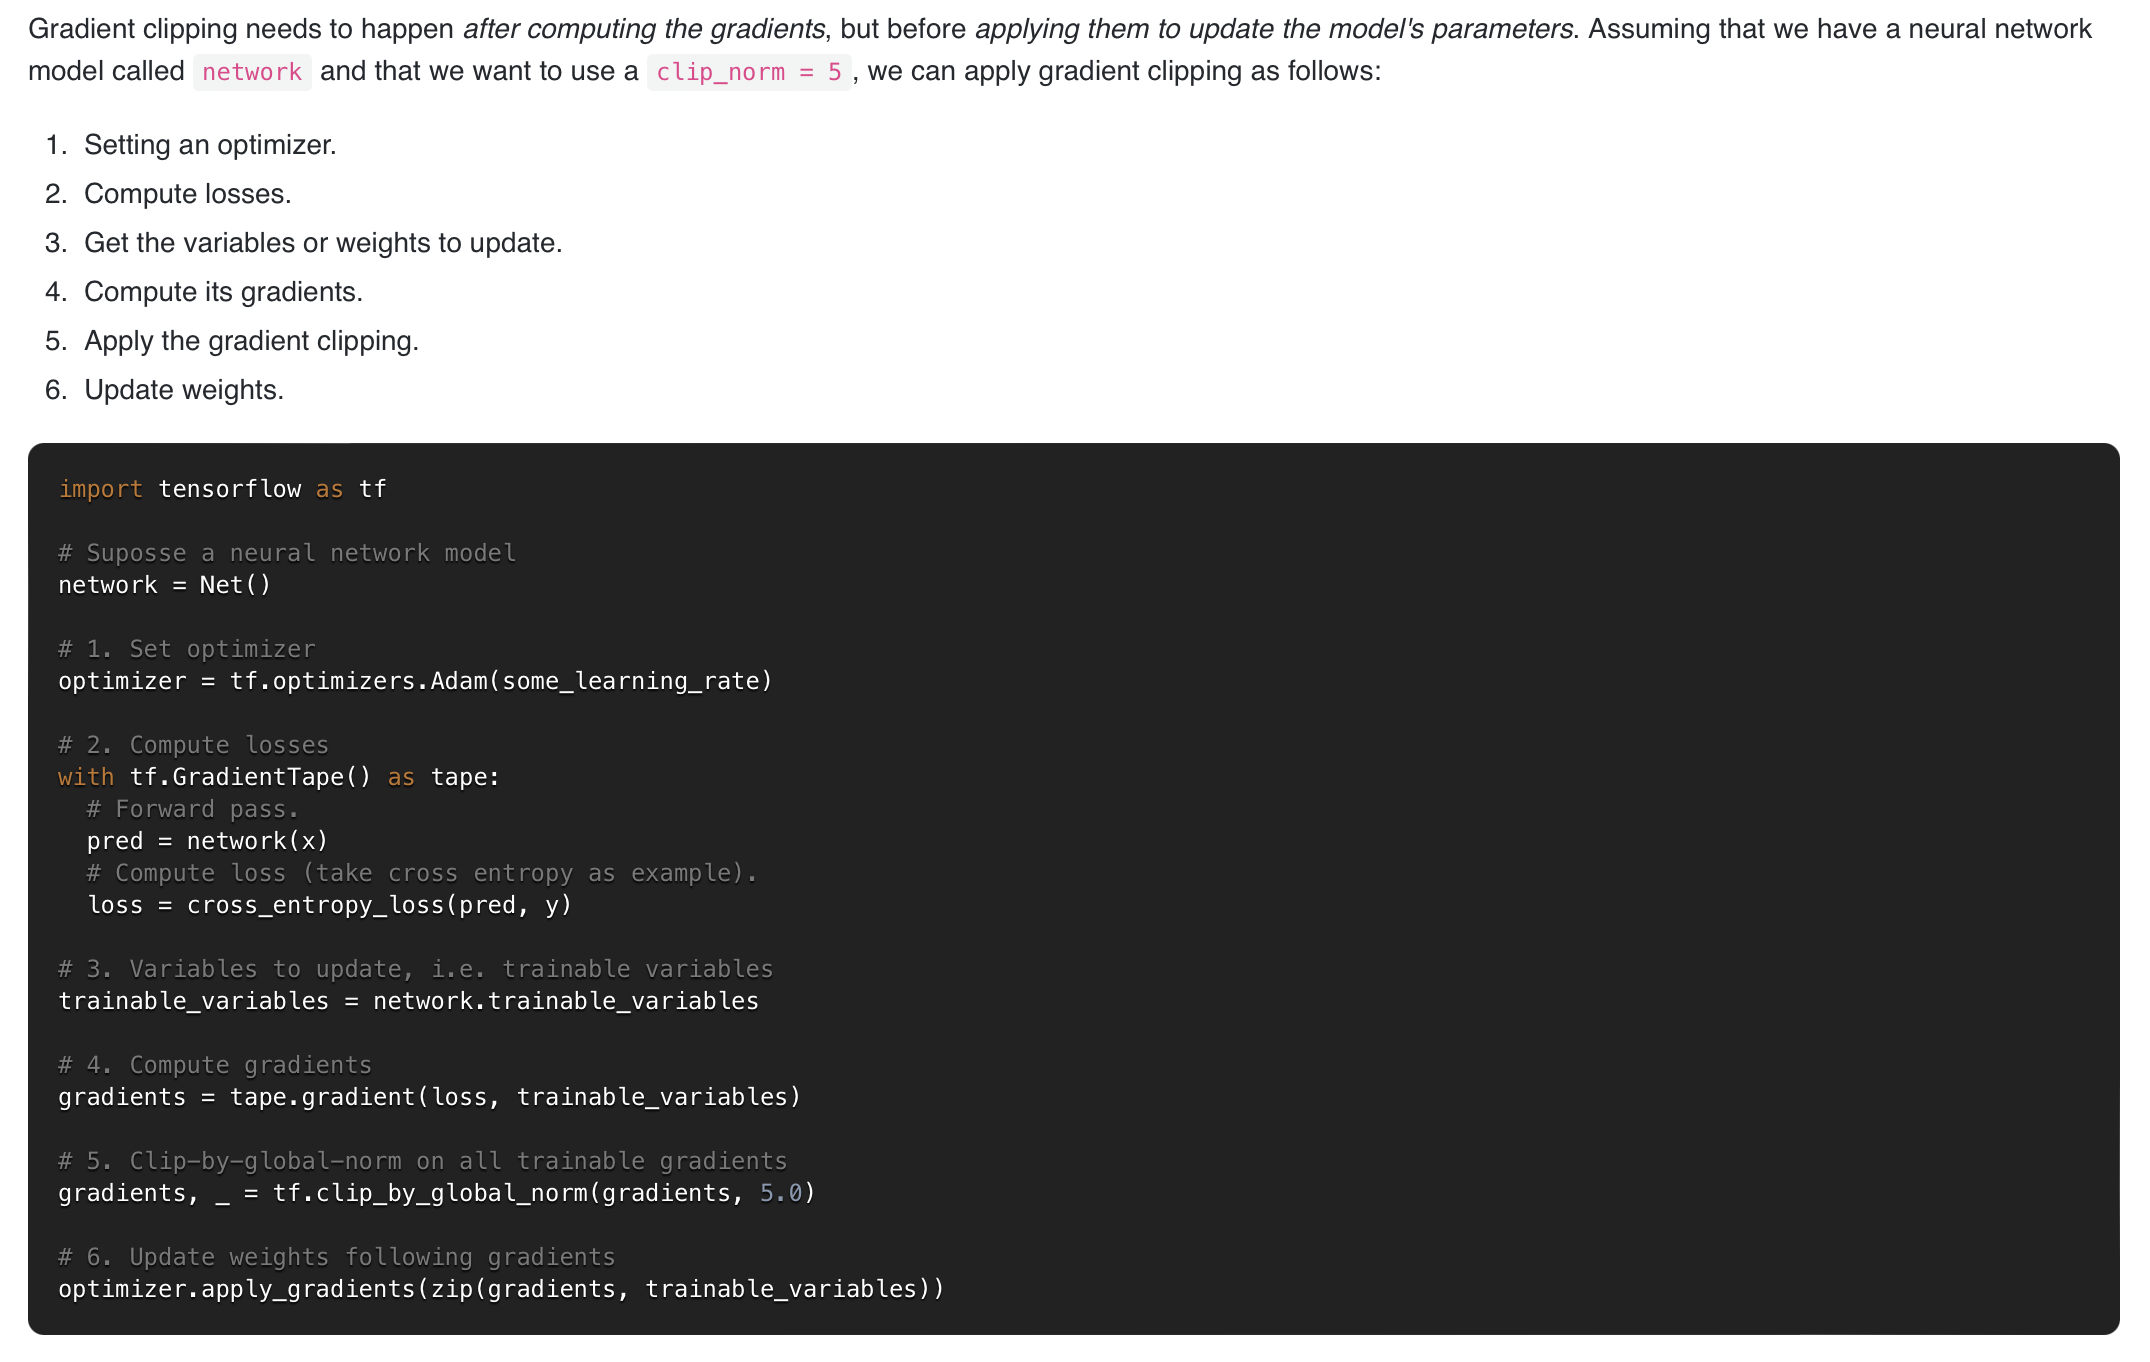 Gradient clipping needs to happen after computing the gradients, but before applying them to update the model's parameters. Assuming that we have a neural network
model called network and that we want to use a clip_norm = 5 , we can apply gradient clipping as follows:
1. Setting an optimizer.
2. Compute losses.
3. Get the variables or weights to update.
4. Compute its gradients.
5. Apply the gradient clipping.
6. Update weights.
import tensorflow as tf
# Suposse a neural network model
network = Net()
# 1. Set optimizer
optimizer = tf.optimizers.Adam(some_learning_rate)
# 2. Compute losses
with tf.GradientTape() as tape:
  # Forward pass.
  pred = network(x)
  # Compute loss (take cross entropy as example).
  loss = cross_entropy_loss(pred, y)
# 3. Variables to update, i.e. trainable variables
trainable_variables = network.trainable_variables
# 4. Compute gradients
gradients = tape.gradient(loss, trainable_variables)
# 5. Clip-by-global-norm on all trainable gradients
gradients, _ = tf.clip_by_global_norm(gradients, 5.0)
# 6. Update weights following gradients
optimizer.apply_gradients(zip(gradients, trainable_variables))